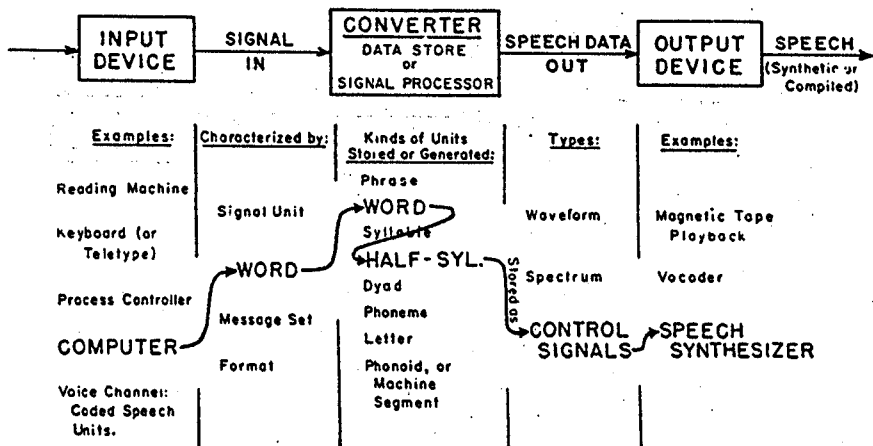 INPUT
DEVICE
SIGNAL
IN
CONVERTER
DATA STORE
or
SIGNAL PROCESSOR
SPEECH DATA
OUT
OUTPUT
DEVICE
SPEECH
(Synthetic or
Compiled)
Examples:
Reading Machine
Keyboard (or
Teletype)
Process Controller
COMPUTER
Voice Channel:
Coded Speech
Units.
Characterized by:
Signal Unit
WORD
Message Set
Format
Kinds of Units
Stored or Generated:
Phrase
WORD
Syllable
HALF-SYL.
Dyad
Phoneme
Letter
Phonoid, or
Machine
Segment
Stored as
Types:
Waveform
Spectrum
CONTROL
SIGNALS
Examples:
Magnetic Tape
Playback
Vocoder
SPEECH
SYNTHESIZER